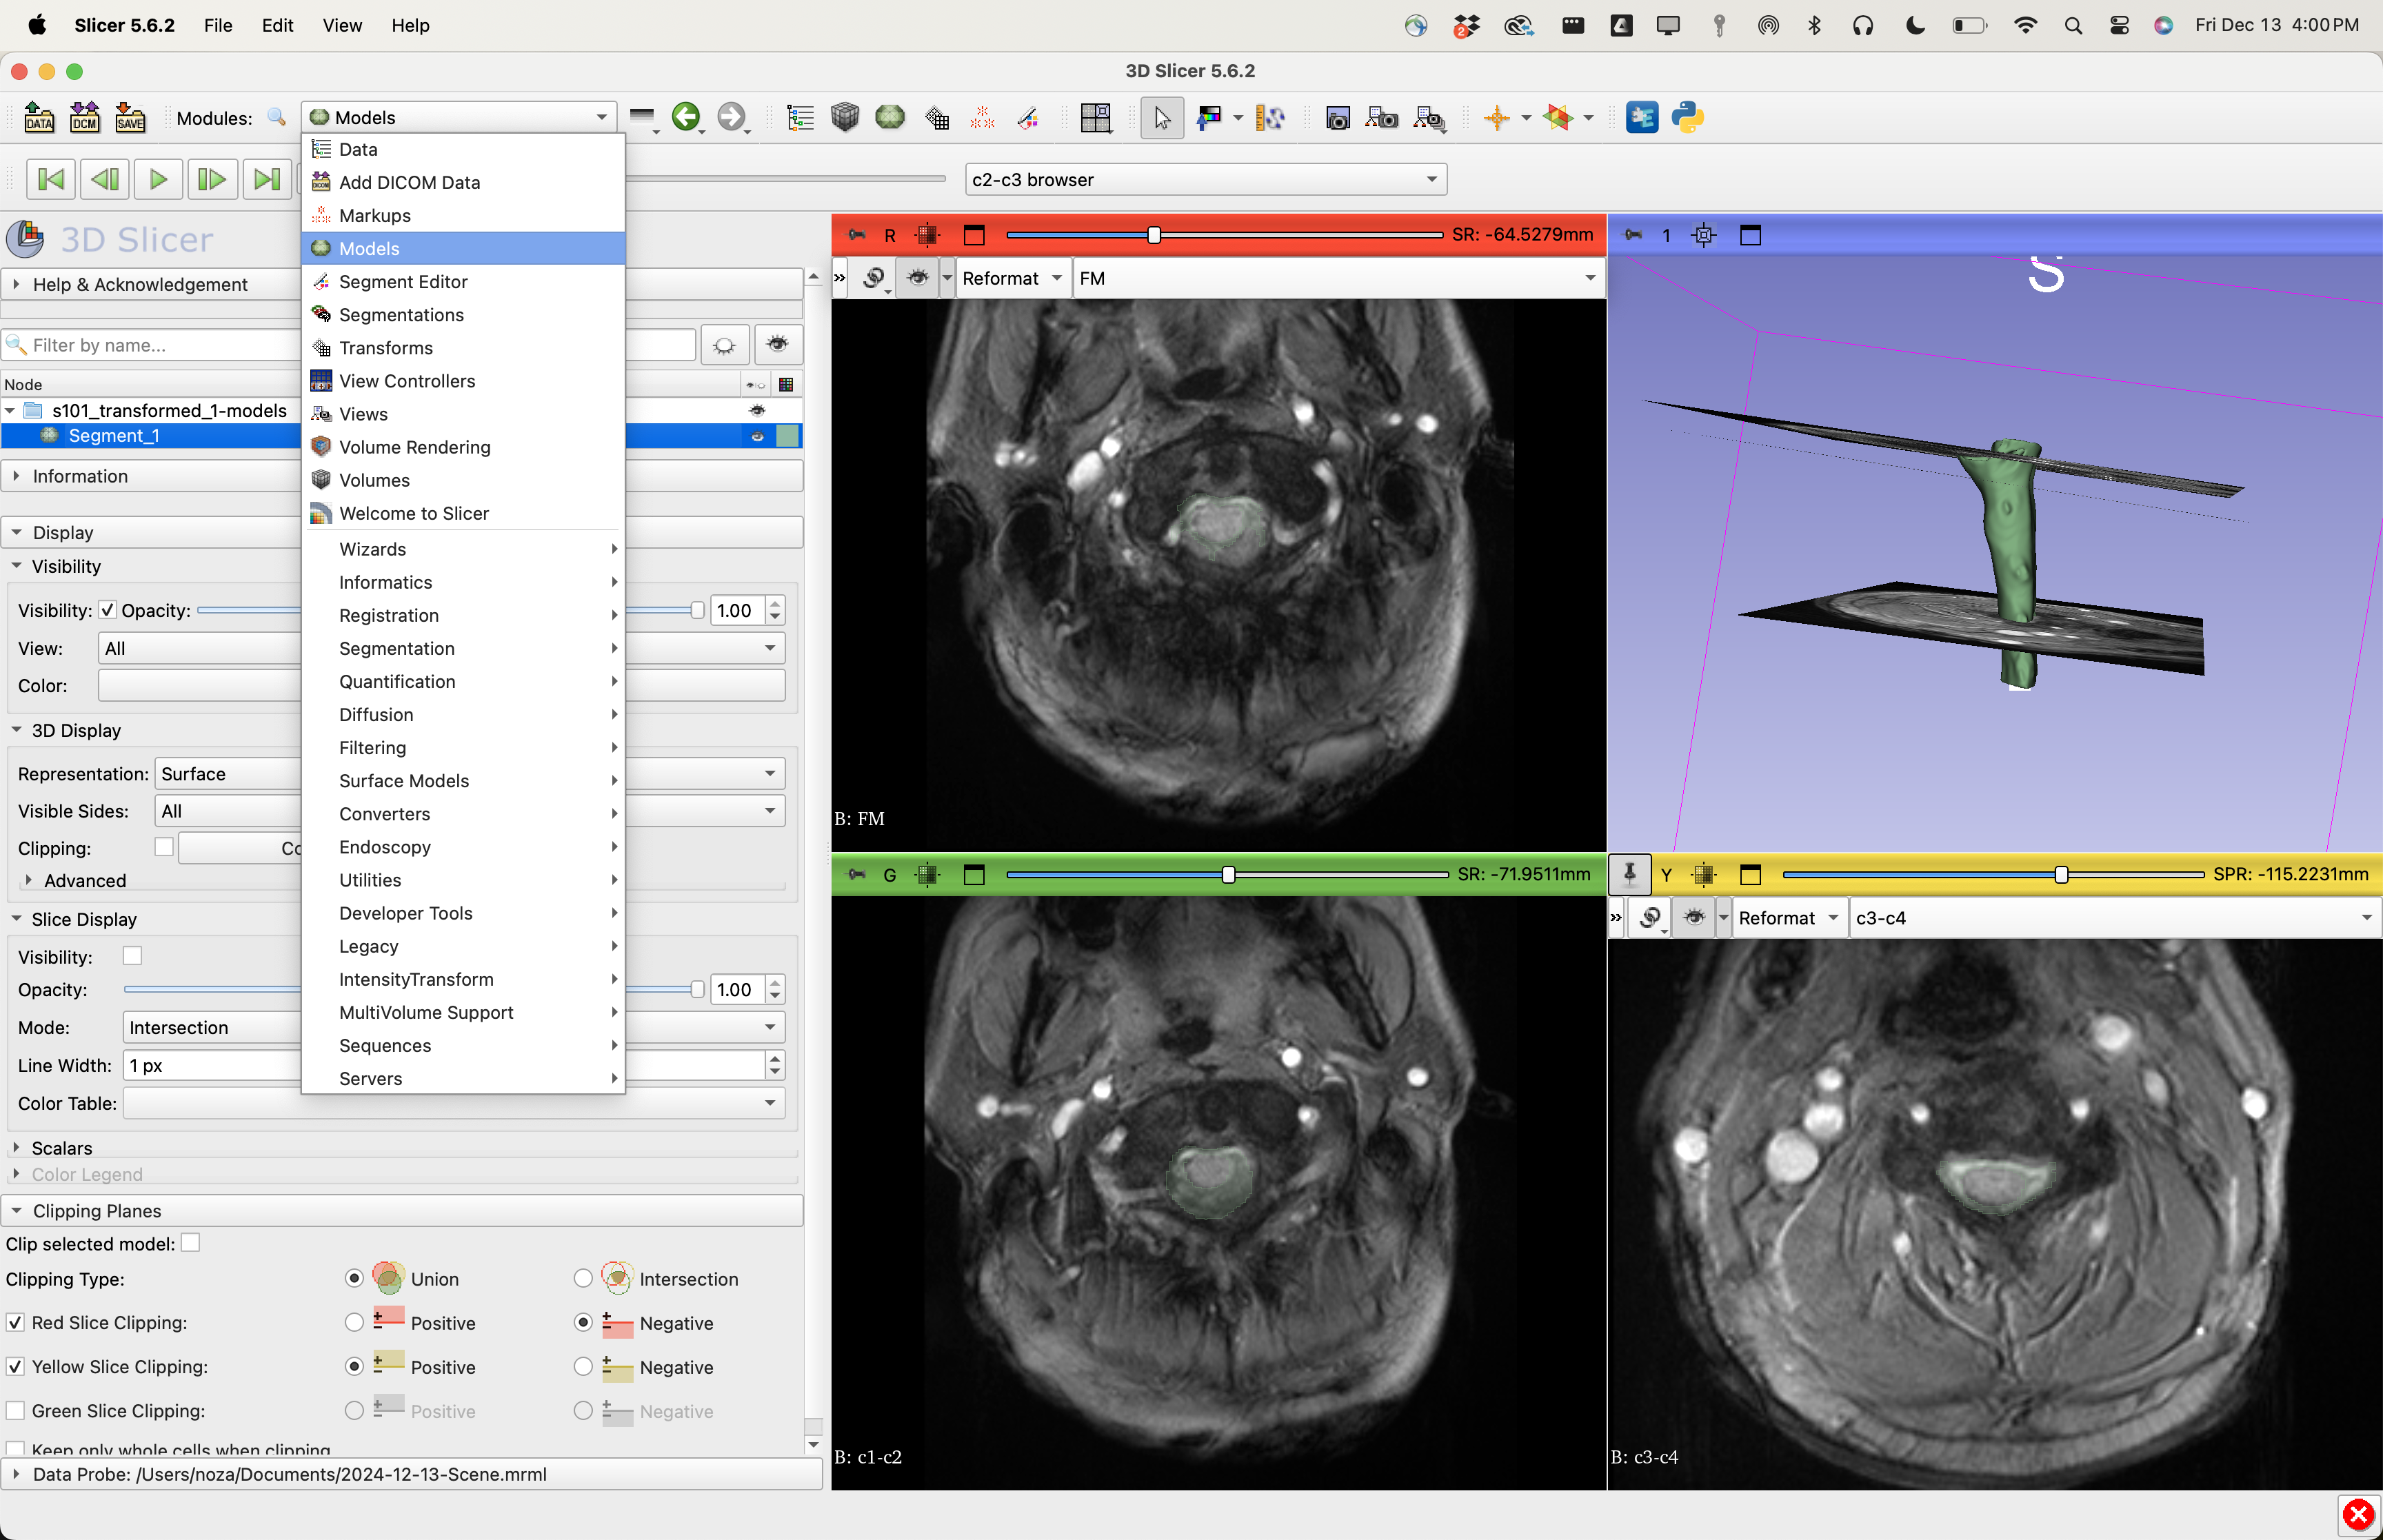 Slicer 5.6.2 File Edit View Help
2
Fri Dec 13 4:00 PM
3D Slicer 5.6.2
DATA DCM SAVE Modules: Models
Data
Add DICOM Data
Markups
Models
Segment Editor
Segmentations
Transforms
View Controllers
Views
Volume Rendering
Volumes
Welcome to Slicer
Wizards
Informatics
Registration
Segmentation
Quantification
Diffusion
Filtering
Surface Models
Converters
Endoscopy
Utilities
Developer Tools
Legacy
IntensityTransform
MultiVolume Support
Sequences
Servers
c2-c3 browser
3D Slicer
Help & Acknowledgement
Filter by name...
Node
s101_transformed_1-models
Segment_1
Information
Display
Visibility
Visibility: Opacity: 1.00
View: All
Color:
3D Display
Representation: Surface
Visible Sides: All
Clipping: Co
Advanced
Slice Display
Visibility:
Opacity: 1.00
Mode: Intersection
Line Width: 1 px
Color Table:
Scalars
Color Legend
Clipping Planes
Clip selected model:
Clipping Type: Union Intersection
Red Slice Clipping: Positive Negative
Yellow Slice Clipping: Positive Negative
Green Slice Clipping: Positive Negative
Keep only whole cells when clipping
Data Probe: /Users/noza/Documents/2024-12-13-Scene.mrml
R SR: -64.5279mm
Reformat FM
B: FM
1
S
G SR: -71.9511mm
B: c1-c2
Y SPR: -115.2231mm
Reformat c3-c4
B: c3-c4